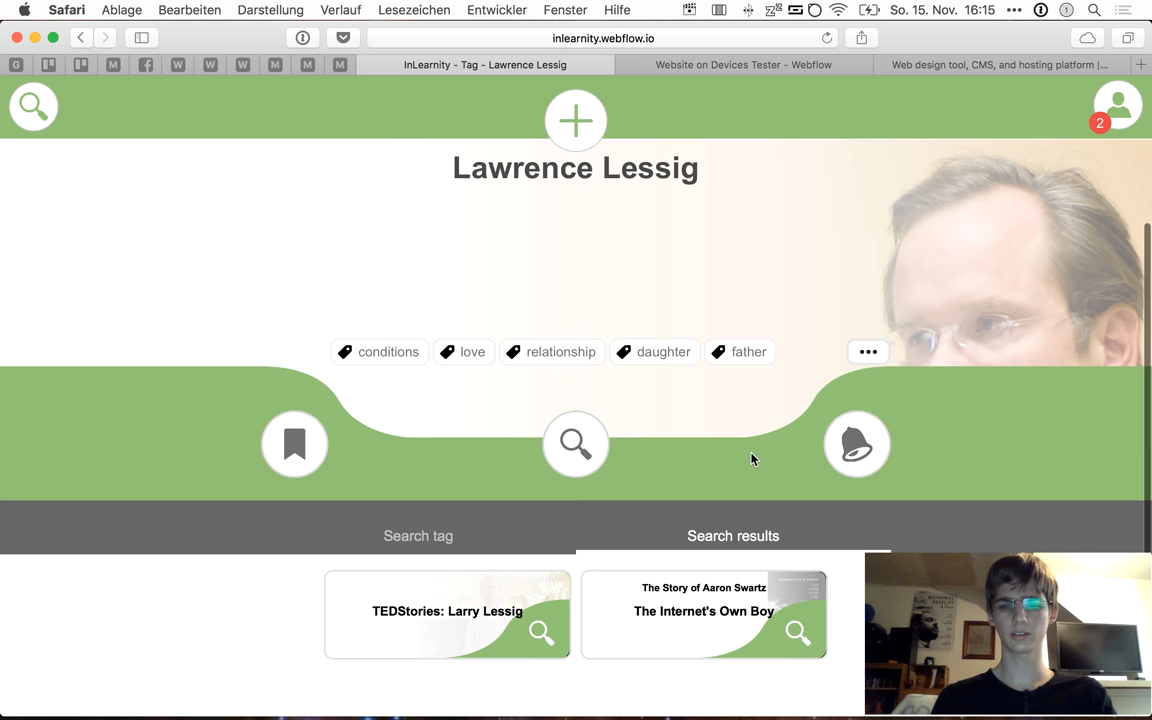 Safari Ablage Bearbeiten Darstellung Verlauf Lesezeichen Entwickler Fenster Hilfe So. 15. Nov. 16:15 1
inlearnity.webflow.io
G M f W W W M M M InLearnity - Tag - Lawrence Lessig Website on Devices Tester - Webflow Web design tool, CMS, and hosting platform |...
2
Lawrence Lessig
conditions love relationship daughter father
Search tag Search results
TEDStories: Larry Lessig
The Story of Aaron Swartz
The Internet's Own Boy